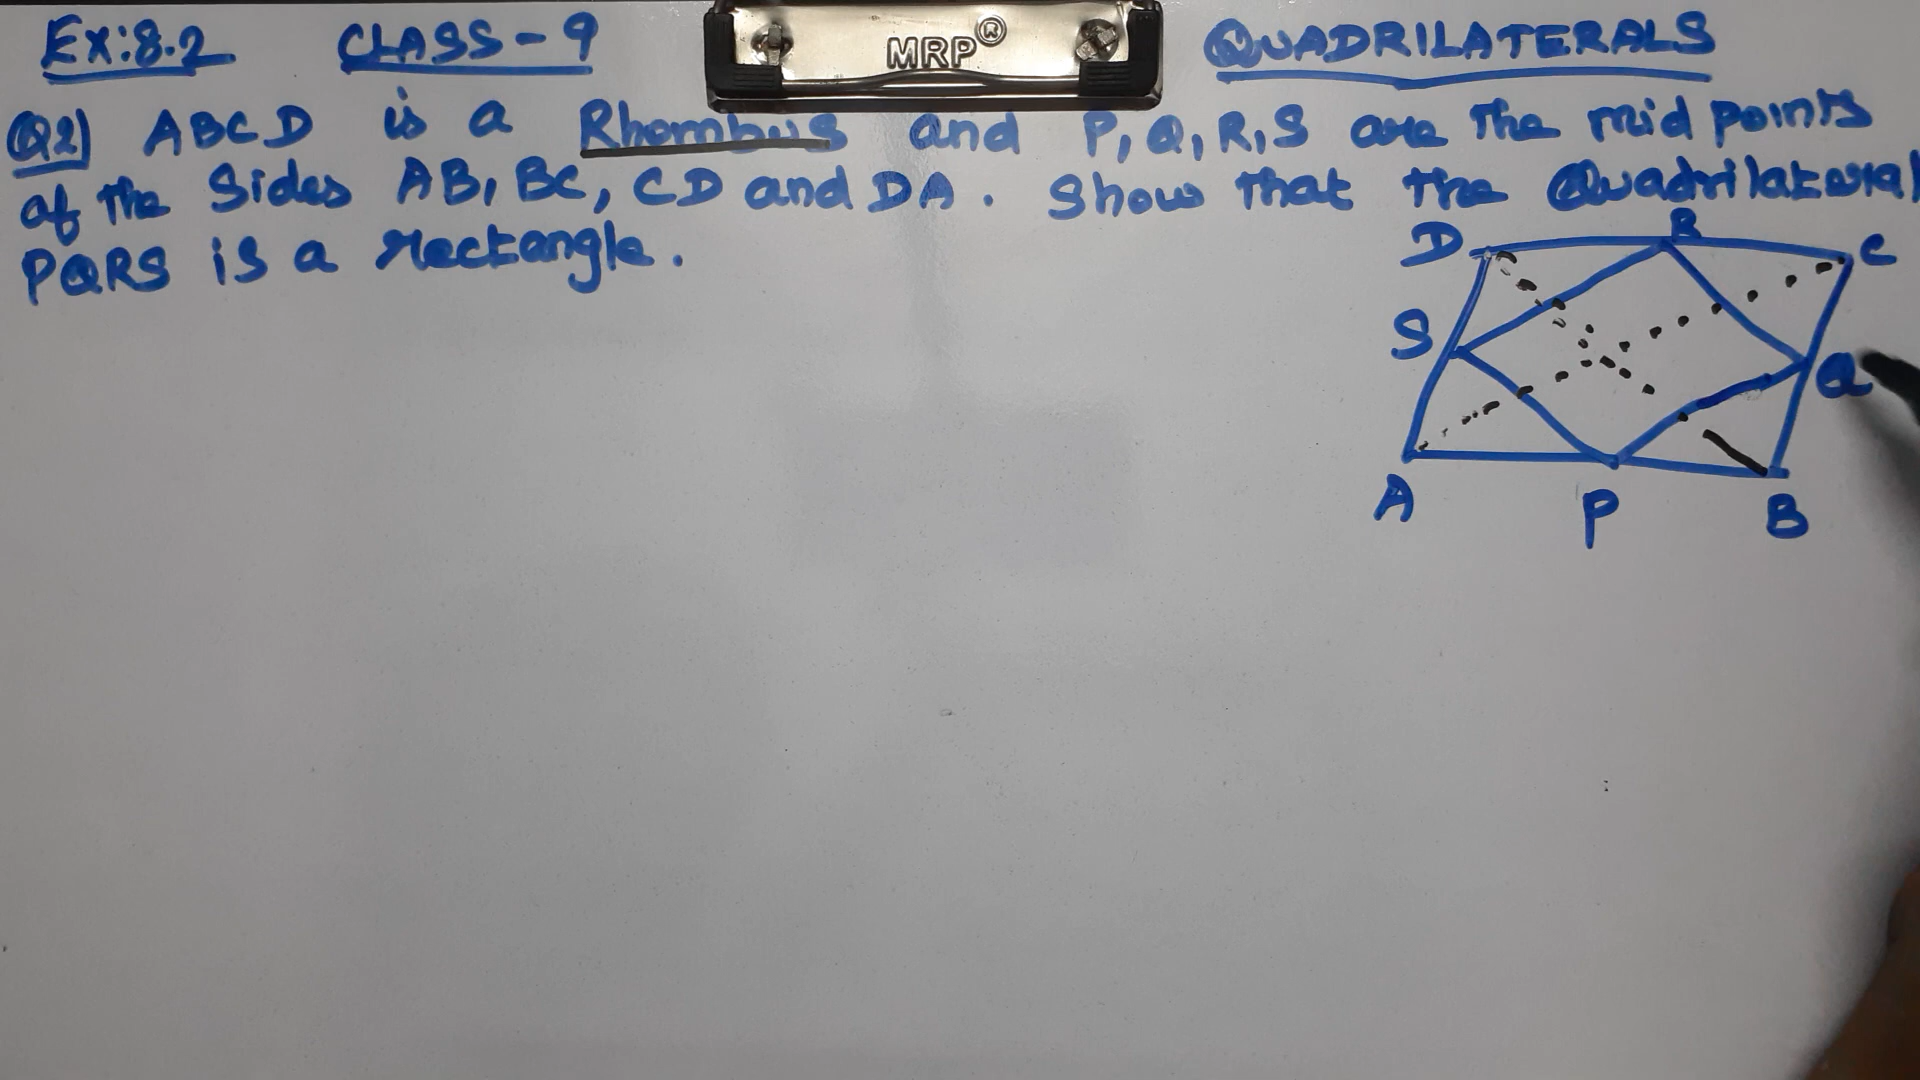 Ex:8.2 CLASS-9 MRP® QUADRILATERALS
Q2) ABCD is a Rhombus and P, Q, R, S are the mid points
of the sides AB, BC, CD and DA. Show that the Quadrilateral
PQRS is a rectangle.
D R C
S Q
A P B